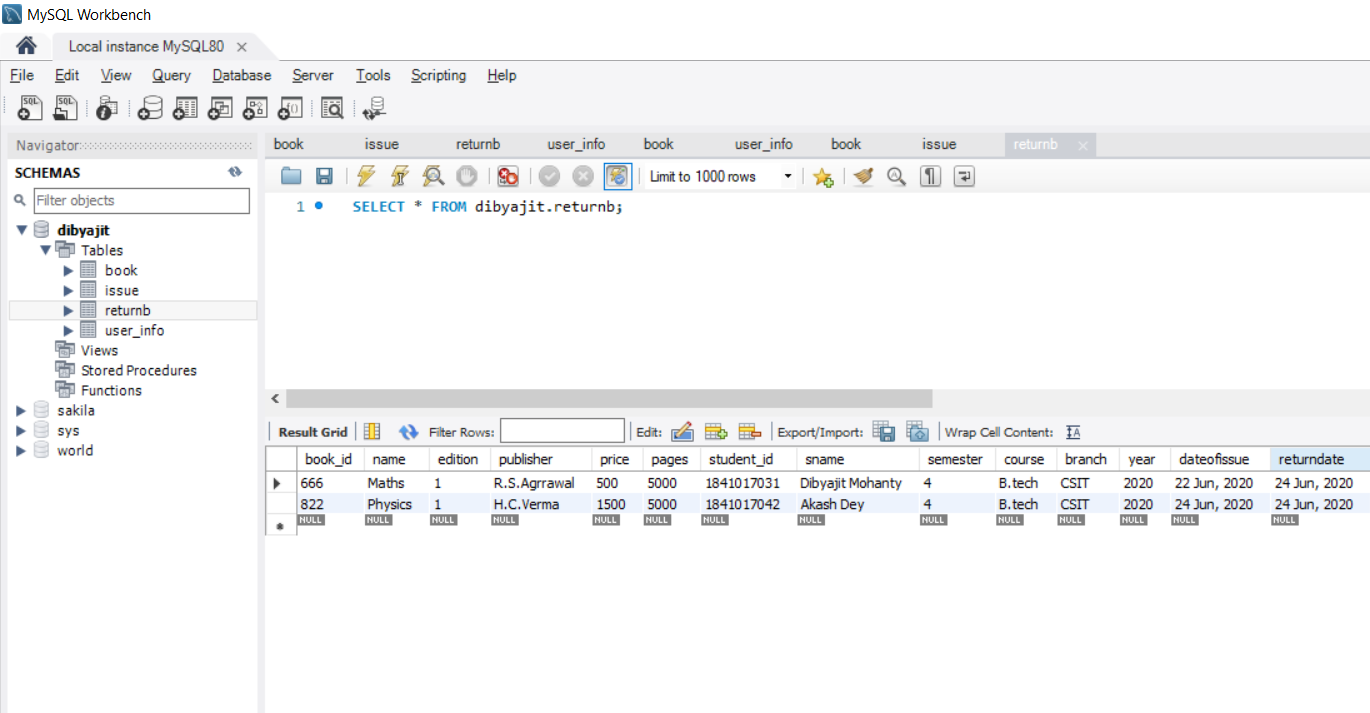 MySQL Workbench
Local instance MySQL80
File Edit View Query Database Server Tools Scripting Help
SQL SQL
Navigator
SCHEMAS
Filter objects
dibyajit
Tables
book
issue
returnb
user_info
Views
Stored Procedures
Functions
sakila
sys
world
book issue returnb user_info book user_info book issue returnb
Limit to 1000 rows
1 SELECT * FROM dibyajit.returnb;
Result Grid Filter Rows: Edit: Export/Import: Wrap Cell Content: IA
book_id name edition publisher price pages student_id sname semester course branch year dateofissue returndate
666 Maths 1 R.S.Agrrawal 500 5000 1841017031 Dibyajit Mohanty 4 B.tech CSIT 2020 22 Jun, 2020 24 Jun, 2020
822 Physics 1 H.C.Verma 1500 5000 1841017042 Akash Dey 4 B.tech CSIT 2020 24 Jun, 2020 24 Jun, 2020
NULL NULL NULL NULL NULL NULL NULL NULL NULL NULL NULL NULL NULL NULL